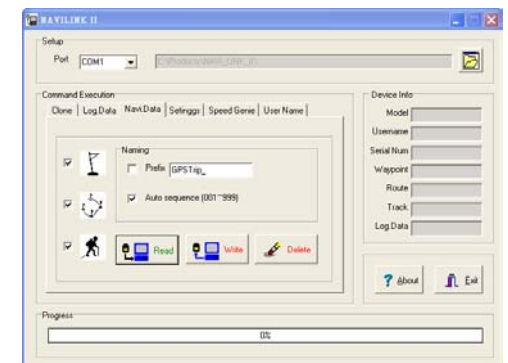 NAVILINK II
Setup
Port COM1
Command Execution
Clone Log.Data Navi.Data Setinggs Speed Genie User Name
Naming
Prefix GPSTrip_
Auto sequence (001~999)
Read Write Delete
Device Info
Model
Username
Serial Num
Waypoint
Route
Track
Log.Data
? About Exit
Progress
0%